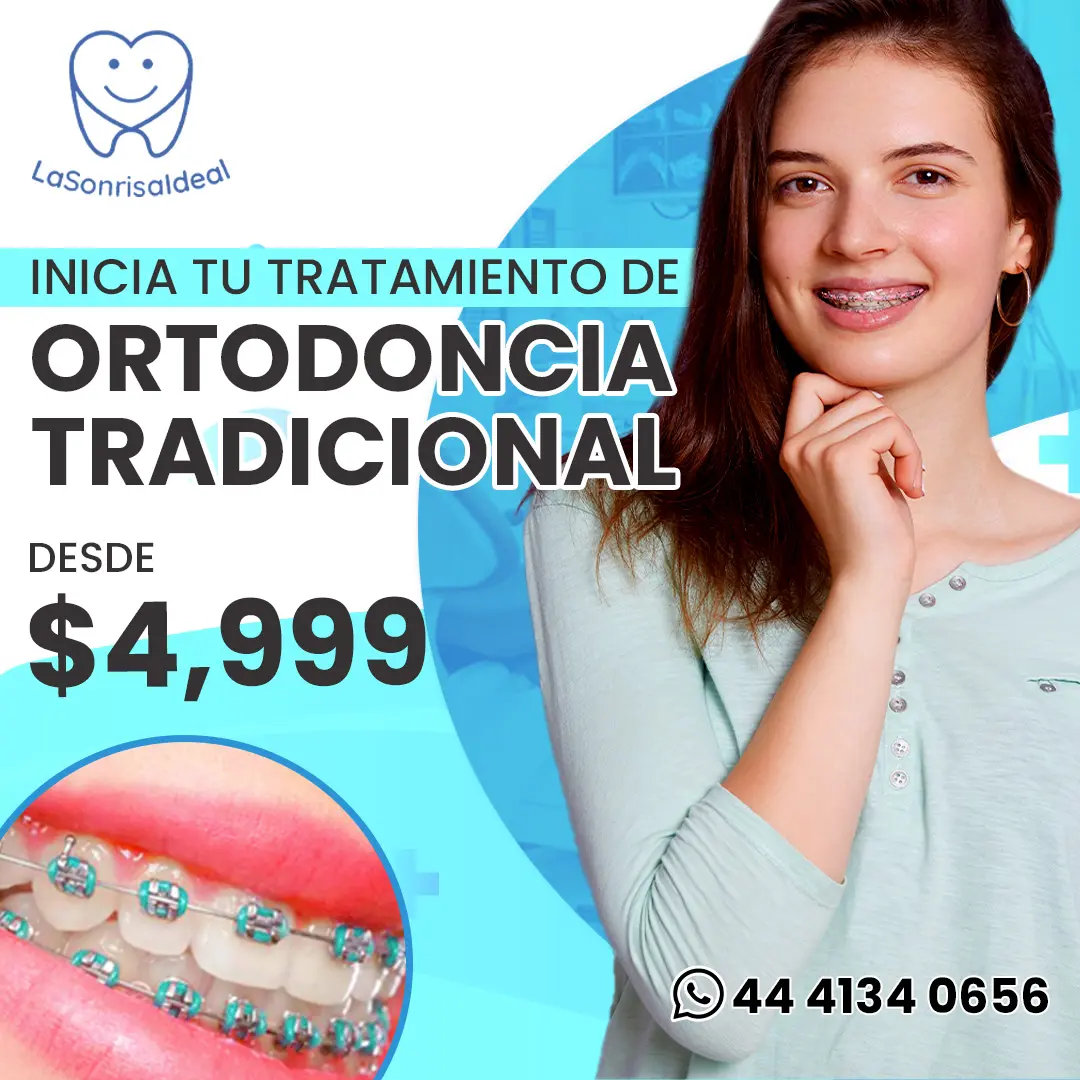 LaSonrisaIdeal
INICIA TU TRATAMIENTO DE
ORTODONCIA
TRADICIONAL
DESDE
$4,999
44 4134 0656